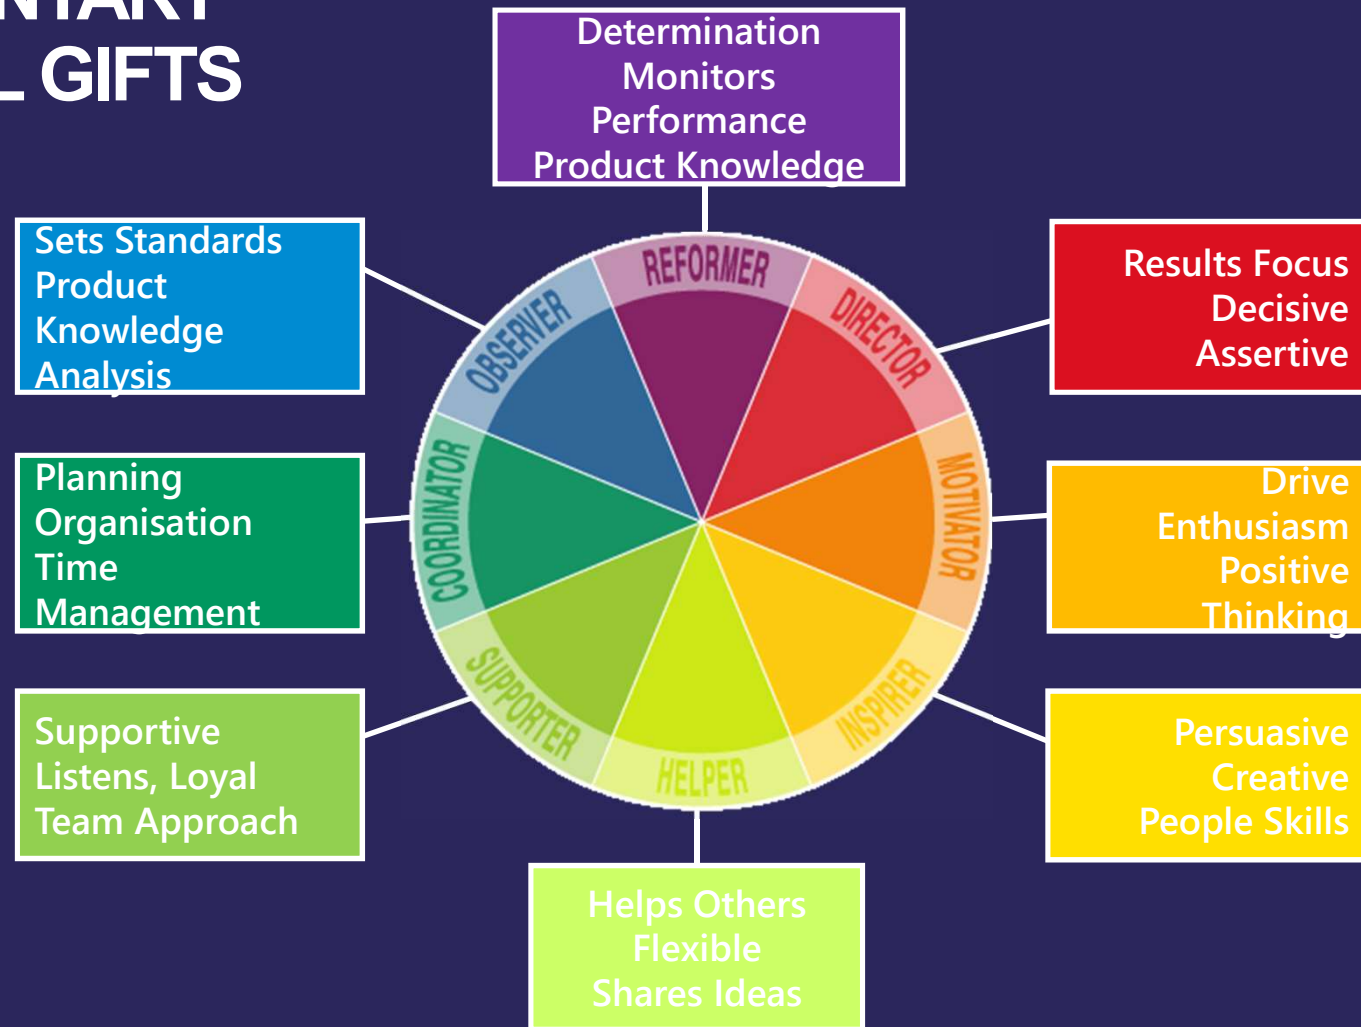 NTARY
L GIFTS
Determination
Monitors
Performance
Product Knowledge
Sets Standards
Product
Knowledge
Analysis
Results Focus
Decisive
Assertive
REFORMER
OBSERVER
DIRECTOR
Planning
Organisation
Time
Management
COORDINATOR
MOTIVATOR
Drive
Enthusiasm
Positive
Thinking
Supportive
Listens, Loyal
Team Approach
SUPPORTER
HELPER
INSPIRER
Persuasive
Creative
People Skills
Helps Others
Flexible
Shares Ideas